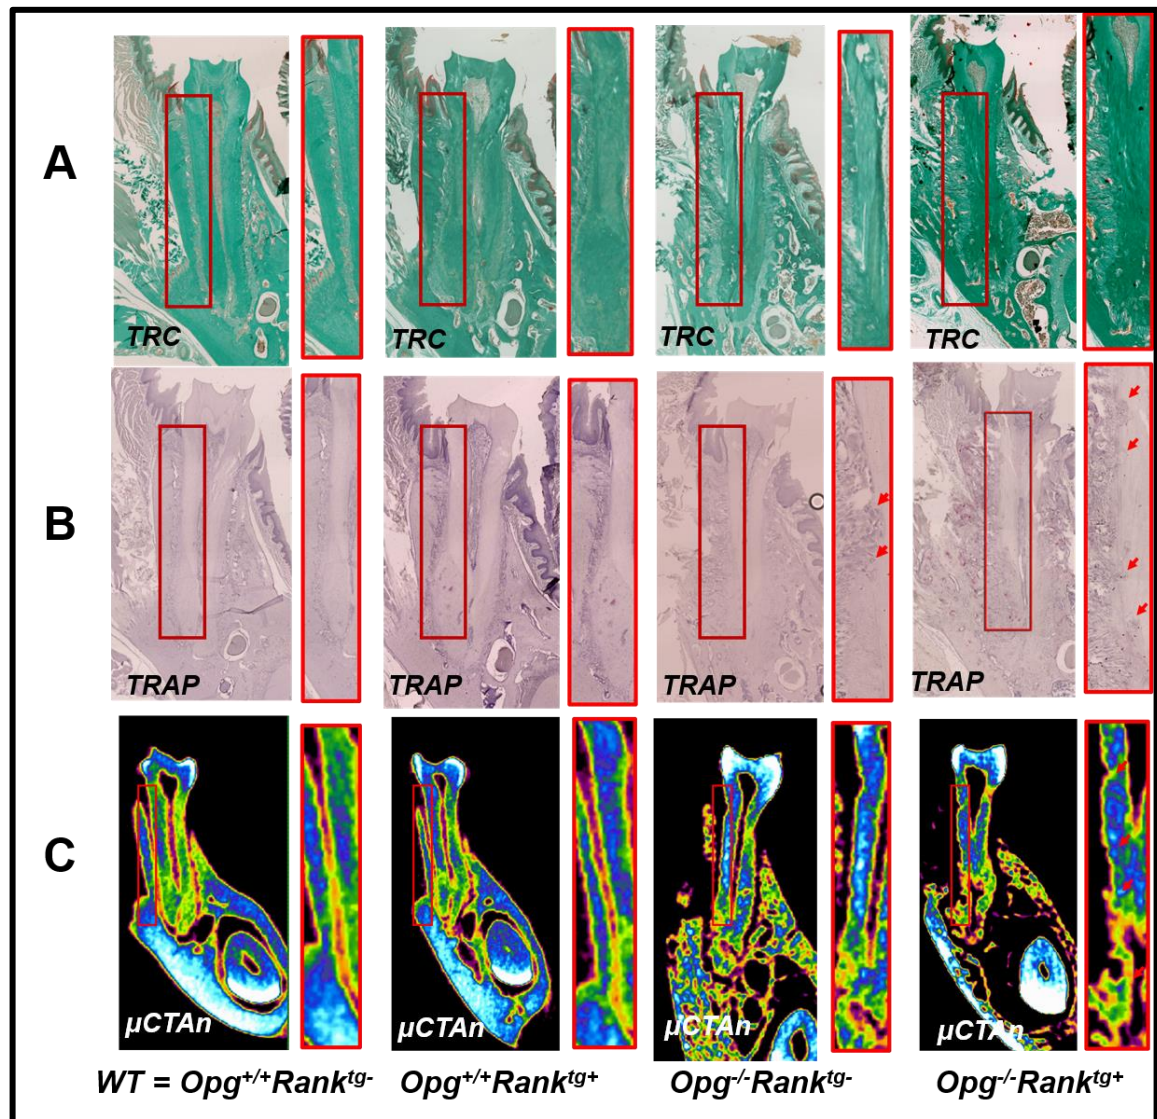 A
TRC TRC TRC TRC
B
TRAP TRAP TRAP TRAP
C
μCTAn μCTAn μCTAn μCTAn
WT = Opg+/+Ranktg- Opg+/+Ranktg+ Opg-/-Ranktg- Opg-/-Ranktg+